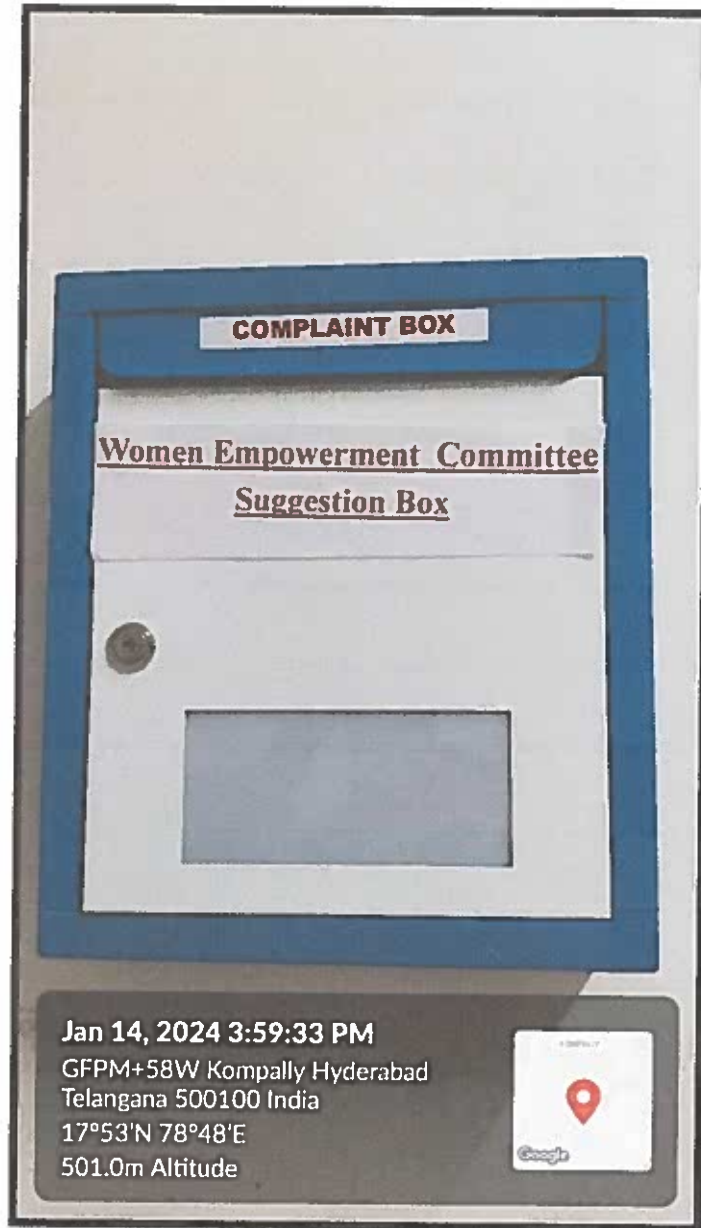 COMPLAINT BOX
Women Empowerment Committee
Suggestion Box
Jan 14, 2024 3:59:33 PM
GFPM+58W Kompally Hyderabad
Telangana 500100 India
17°53'N 78°48'E
501.0m Altitude
Google